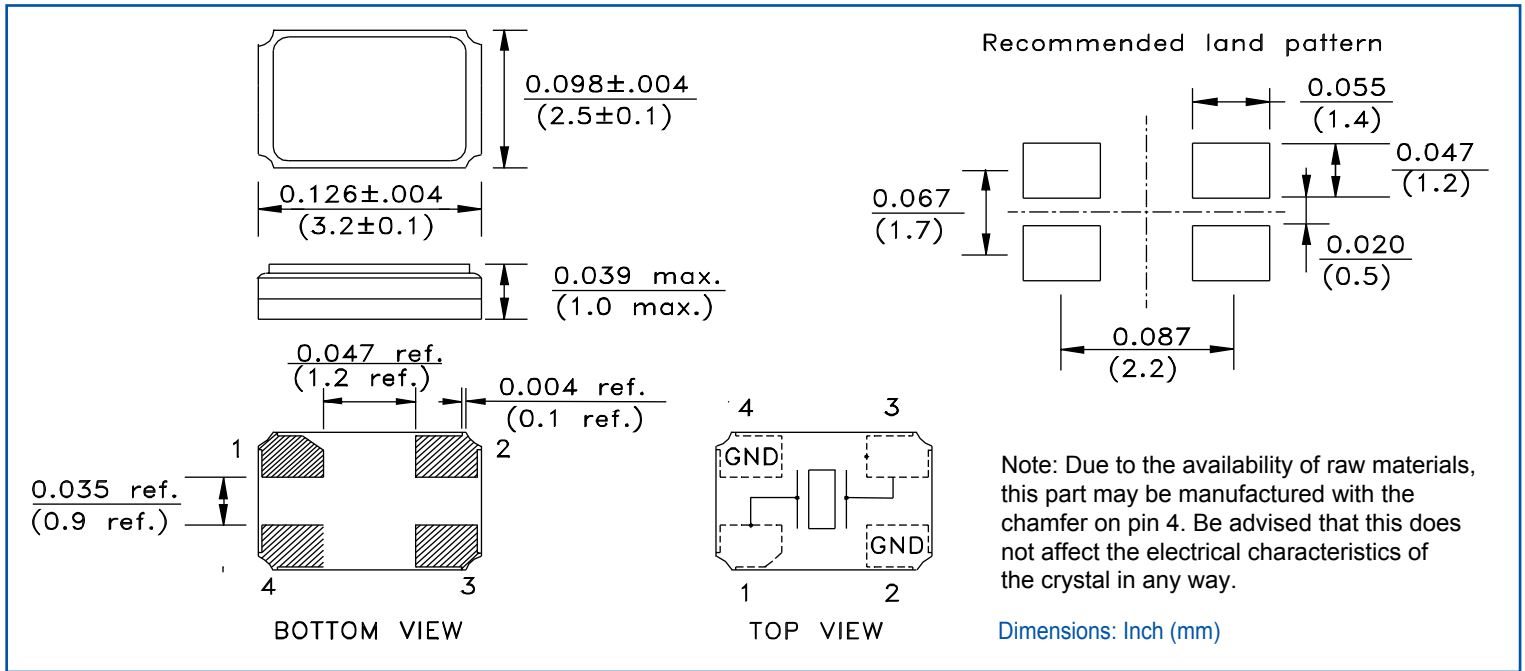 0.098±.004
(2.5±0.1)
0.126±.004
(3.2±0.1)
0.039 max.
(1.0 max.)
0.047 ref.
(1.2 ref.)
0.004 ref.
(0.1 ref.)
1
2
0.035 ref.
(0.9 ref.)
4
3
BOTTOM VIEW
4
3
GND
GND
1
2
TOP VIEW
Recommended land pattern
0.055
(1.4)
0.047
(1.2)
0.067
(1.7)
0.020
(0.5)
0.087
(2.2)
Note: Due to the availability of raw materials,
this part may be manufactured with the
chamfer on pin 4. Be advised that this does
not affect the electrical characteristics of
the crystal in any way.
Dimensions: Inch (mm)